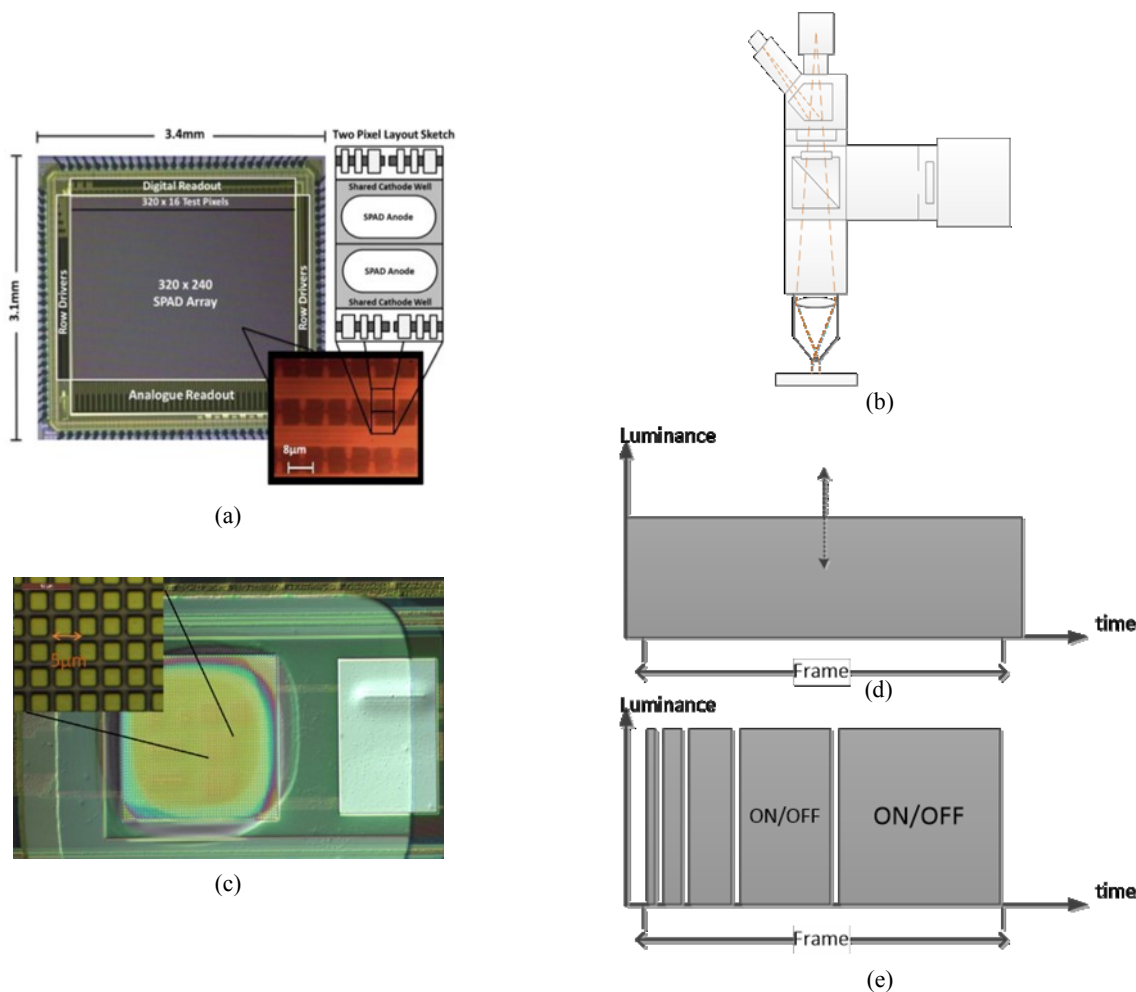 3.4mm
Two Pixel Layout Sketch
3.1mm
Digital Readout
320 x 16 Test Pixels
Row Drivers
320 x 240
SPAD Array
Row Drivers
Analogue Readout
Shared Cathode Well
SPAD Anode
SPAD Anode
Shared Cathode Well
8µm
(a)
(b)
5µm
(c)
Luminance
time
Frame
(d)
Luminance
ON/OFF
ON/OFF
time
Frame
(e)